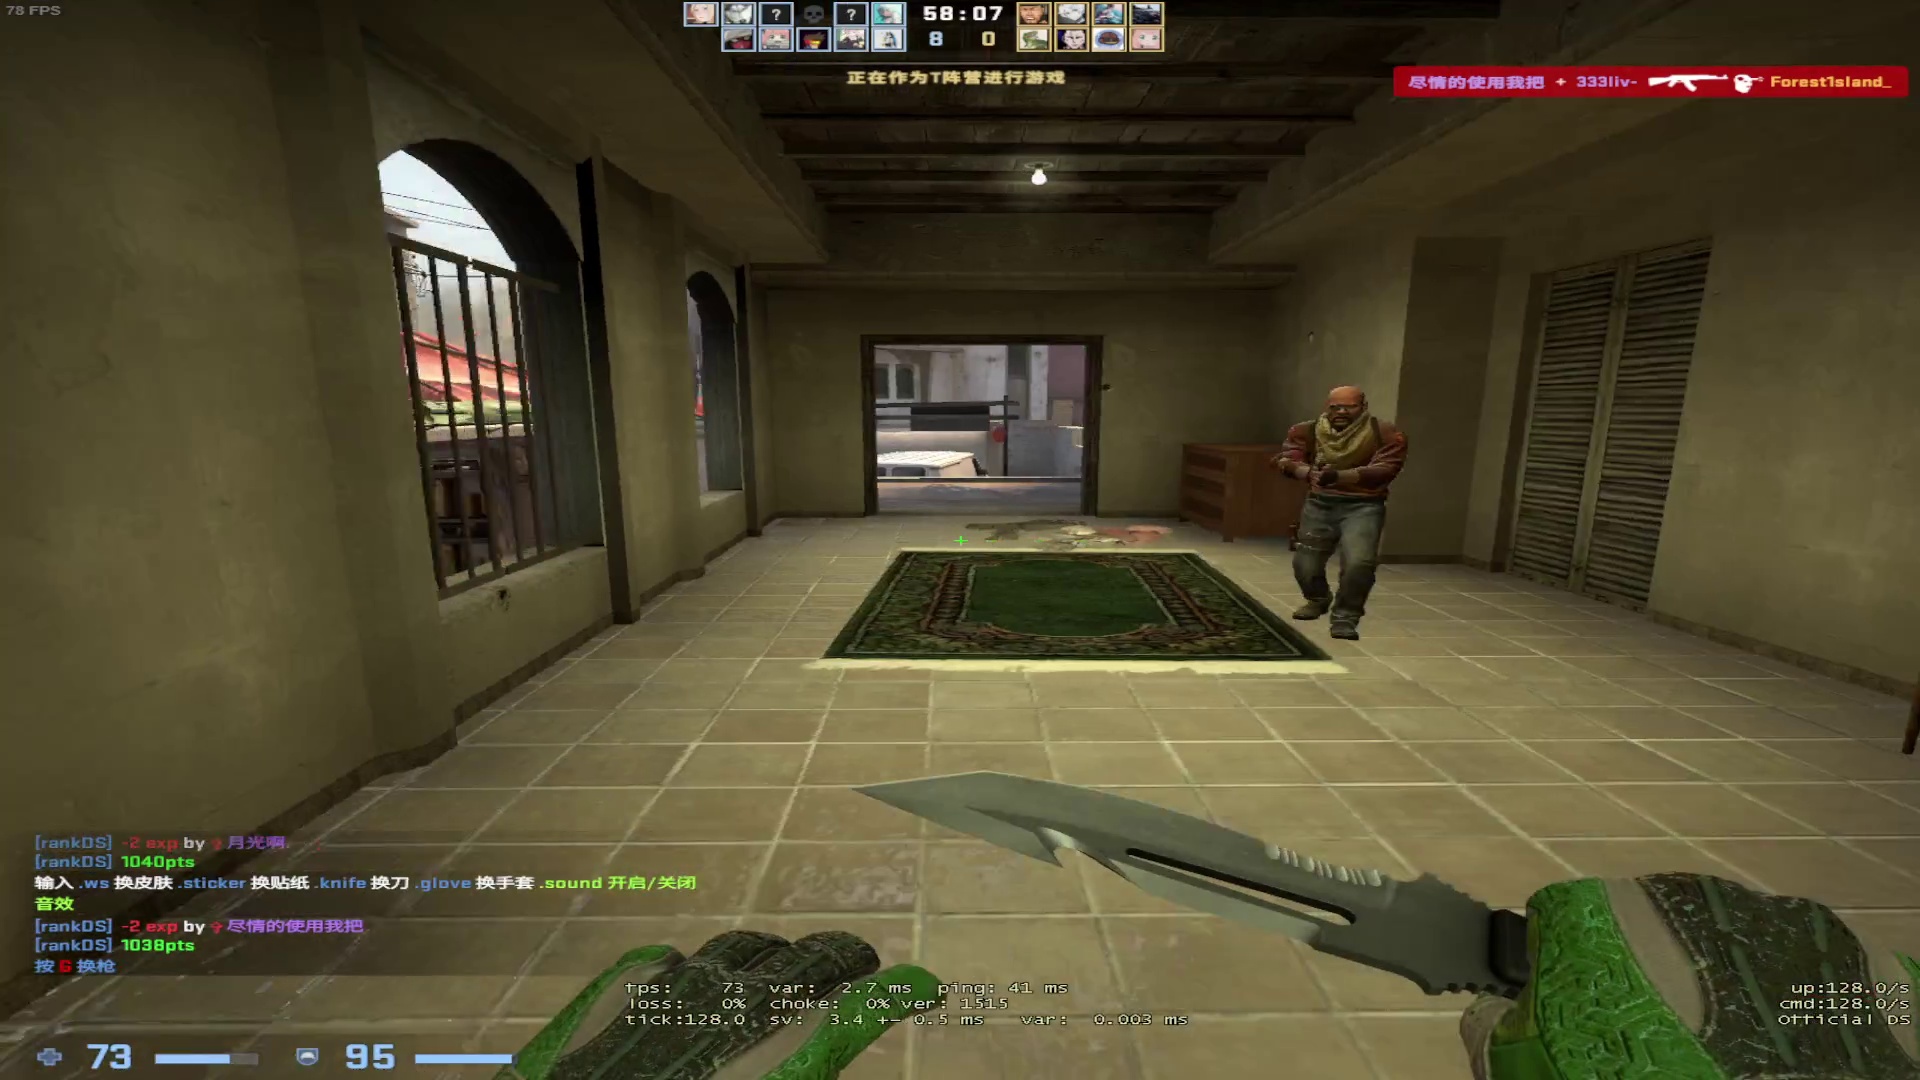 78 FPS
? ? 58:07
8 0
正在作为T阵营进行游戏
尽情的使用我把 + 333liv- Forest1sland_
[rankDS] -2 exp by 月光啊.
[rankDS] 1040pts
输入 .ws 换皮肤 .sticker 换贴纸 .knife 换刀 .glove 换手套 .sound 开启/关闭
音效
[rankDS] -2 exp by 尽情的使用我把
[rankDS] 1038pts
按 G 换枪
fps: 73 var: 2.7 ms ping: 41 ms
loss: 0% choke: 0% ver: 1515
tick:128.0 sv: 3.4 +- 0.5 ms var: 0.003 ms
up:128.0/s
cmd:128.0/s
Official DS
73 95